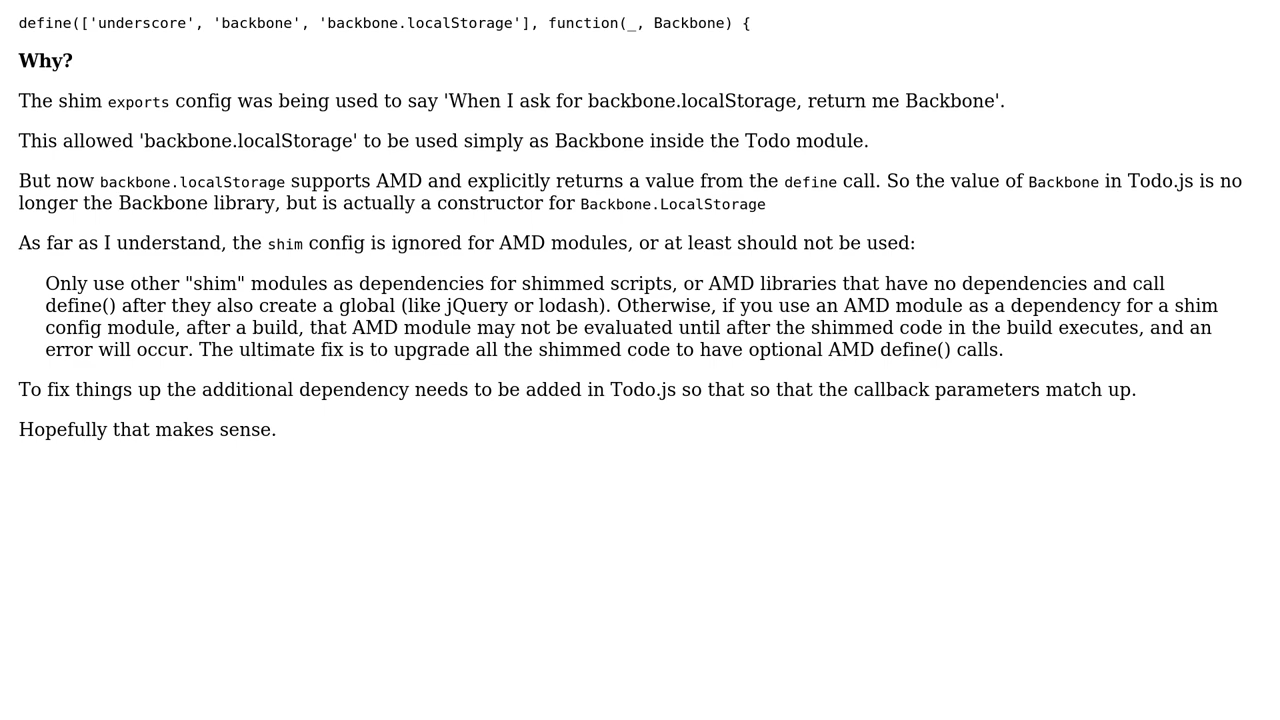 define(['underscore', 'backbone', 'backbone.localStorage'], function(_, Backbone) {
Why?
The shim exports config was being used to say 'When I ask for backbone.localStorage, return me Backbone'.
This allowed 'backbone.localStorage' to be used simply as Backbone inside the Todo module.
But now backbone.localStorage supports AMD and explicitly returns a value from the define call. So the value of Backbone in Todo.js is no
longer the Backbone library, but is actually a constructor for Backbone.LocalStorage
As far as I understand, the shim config is ignored for AMD modules, or at least should not be used:
Only use other "shim" modules as dependencies for shimmed scripts, or AMD libraries that have no dependencies and call
define() after they also create a global (like jQuery or lodash). Otherwise, if you use an AMD module as a dependency for a shim
config module, after a build, that AMD module may not be evaluated until after the shimmed code in the build executes, and an
error will occur. The ultimate fix is to upgrade all the shimmed code to have optional AMD define() calls.
To fix things up the additional dependency needs to be added in Todo.js so that so that the callback parameters match up.
Hopefully that makes sense.